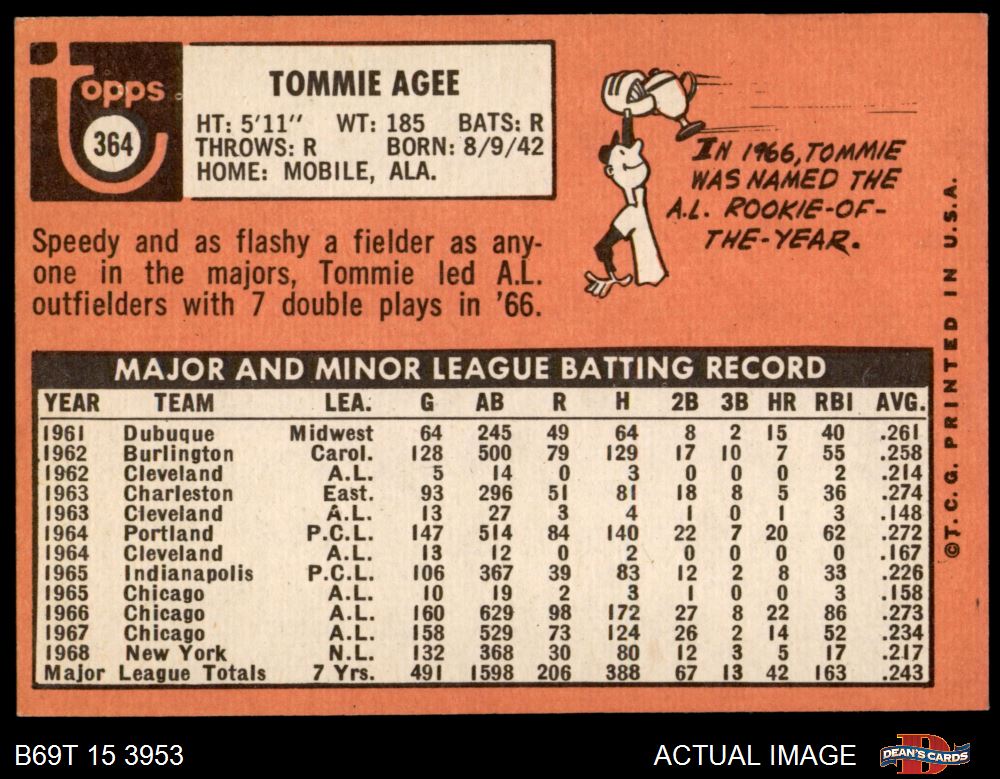 topps
364
TOMMIE AGEE
HT: 5'11" WT: 185 BATS: R
THROWS: R BORN: 8/9/42
HOME: MOBILE, ALA.
IN 1966, TOMMIE
WAS NAMED THE
A.L. ROOKIE-OF-
THE-YEAR.
Speedy and as flashy a fielder as any-
one in the majors, Tommie led A.L.
outfielders with 7 double plays in '66.
MAJOR AND MINOR LEAGUE BATTING RECORD
YEAR TEAM LEA. G AB R H 2B 3B HR RBI AVG.
1961 Dubuque Midwest 64 245 49 64 8 2 15 40 .261
1962 Burlington Carol. 128 500 79 129 17 10 7 55 .258
1962 Cleveland A.L. 5 14 0 3 0 0 0 2 .214
1963 Charleston East. 93 296 51 81 18 8 5 36 .274
1963 Cleveland A.L. 13 27 3 4 1 0 1 3 .148
1964 Portland P.C.L. 147 514 84 140 22 7 20 62 .272
1964 Cleveland A.L. 13 12 0 2 0 0 0 0 .167
1965 Indianapolis P.C.L. 106 367 39 83 12 2 8 33 .226
1965 Chicago A.L. 10 19 2 3 1 0 0 3 .158
1966 Chicago A.L. 160 629 98 172 27 8 22 86 .273
1967 Chicago A.L. 158 529 73 124 26 2 14 52 .234
1968 New York N.L. 132 368 30 80 12 3 5 17 .217
Major League Totals 7 Yrs. 491 1598 206 388 67 13 42 163 .243
©T.C.G. PRINTED IN U.S.A.
B69T 15 3953
ACTUAL IMAGE
DEAN'S CARDS